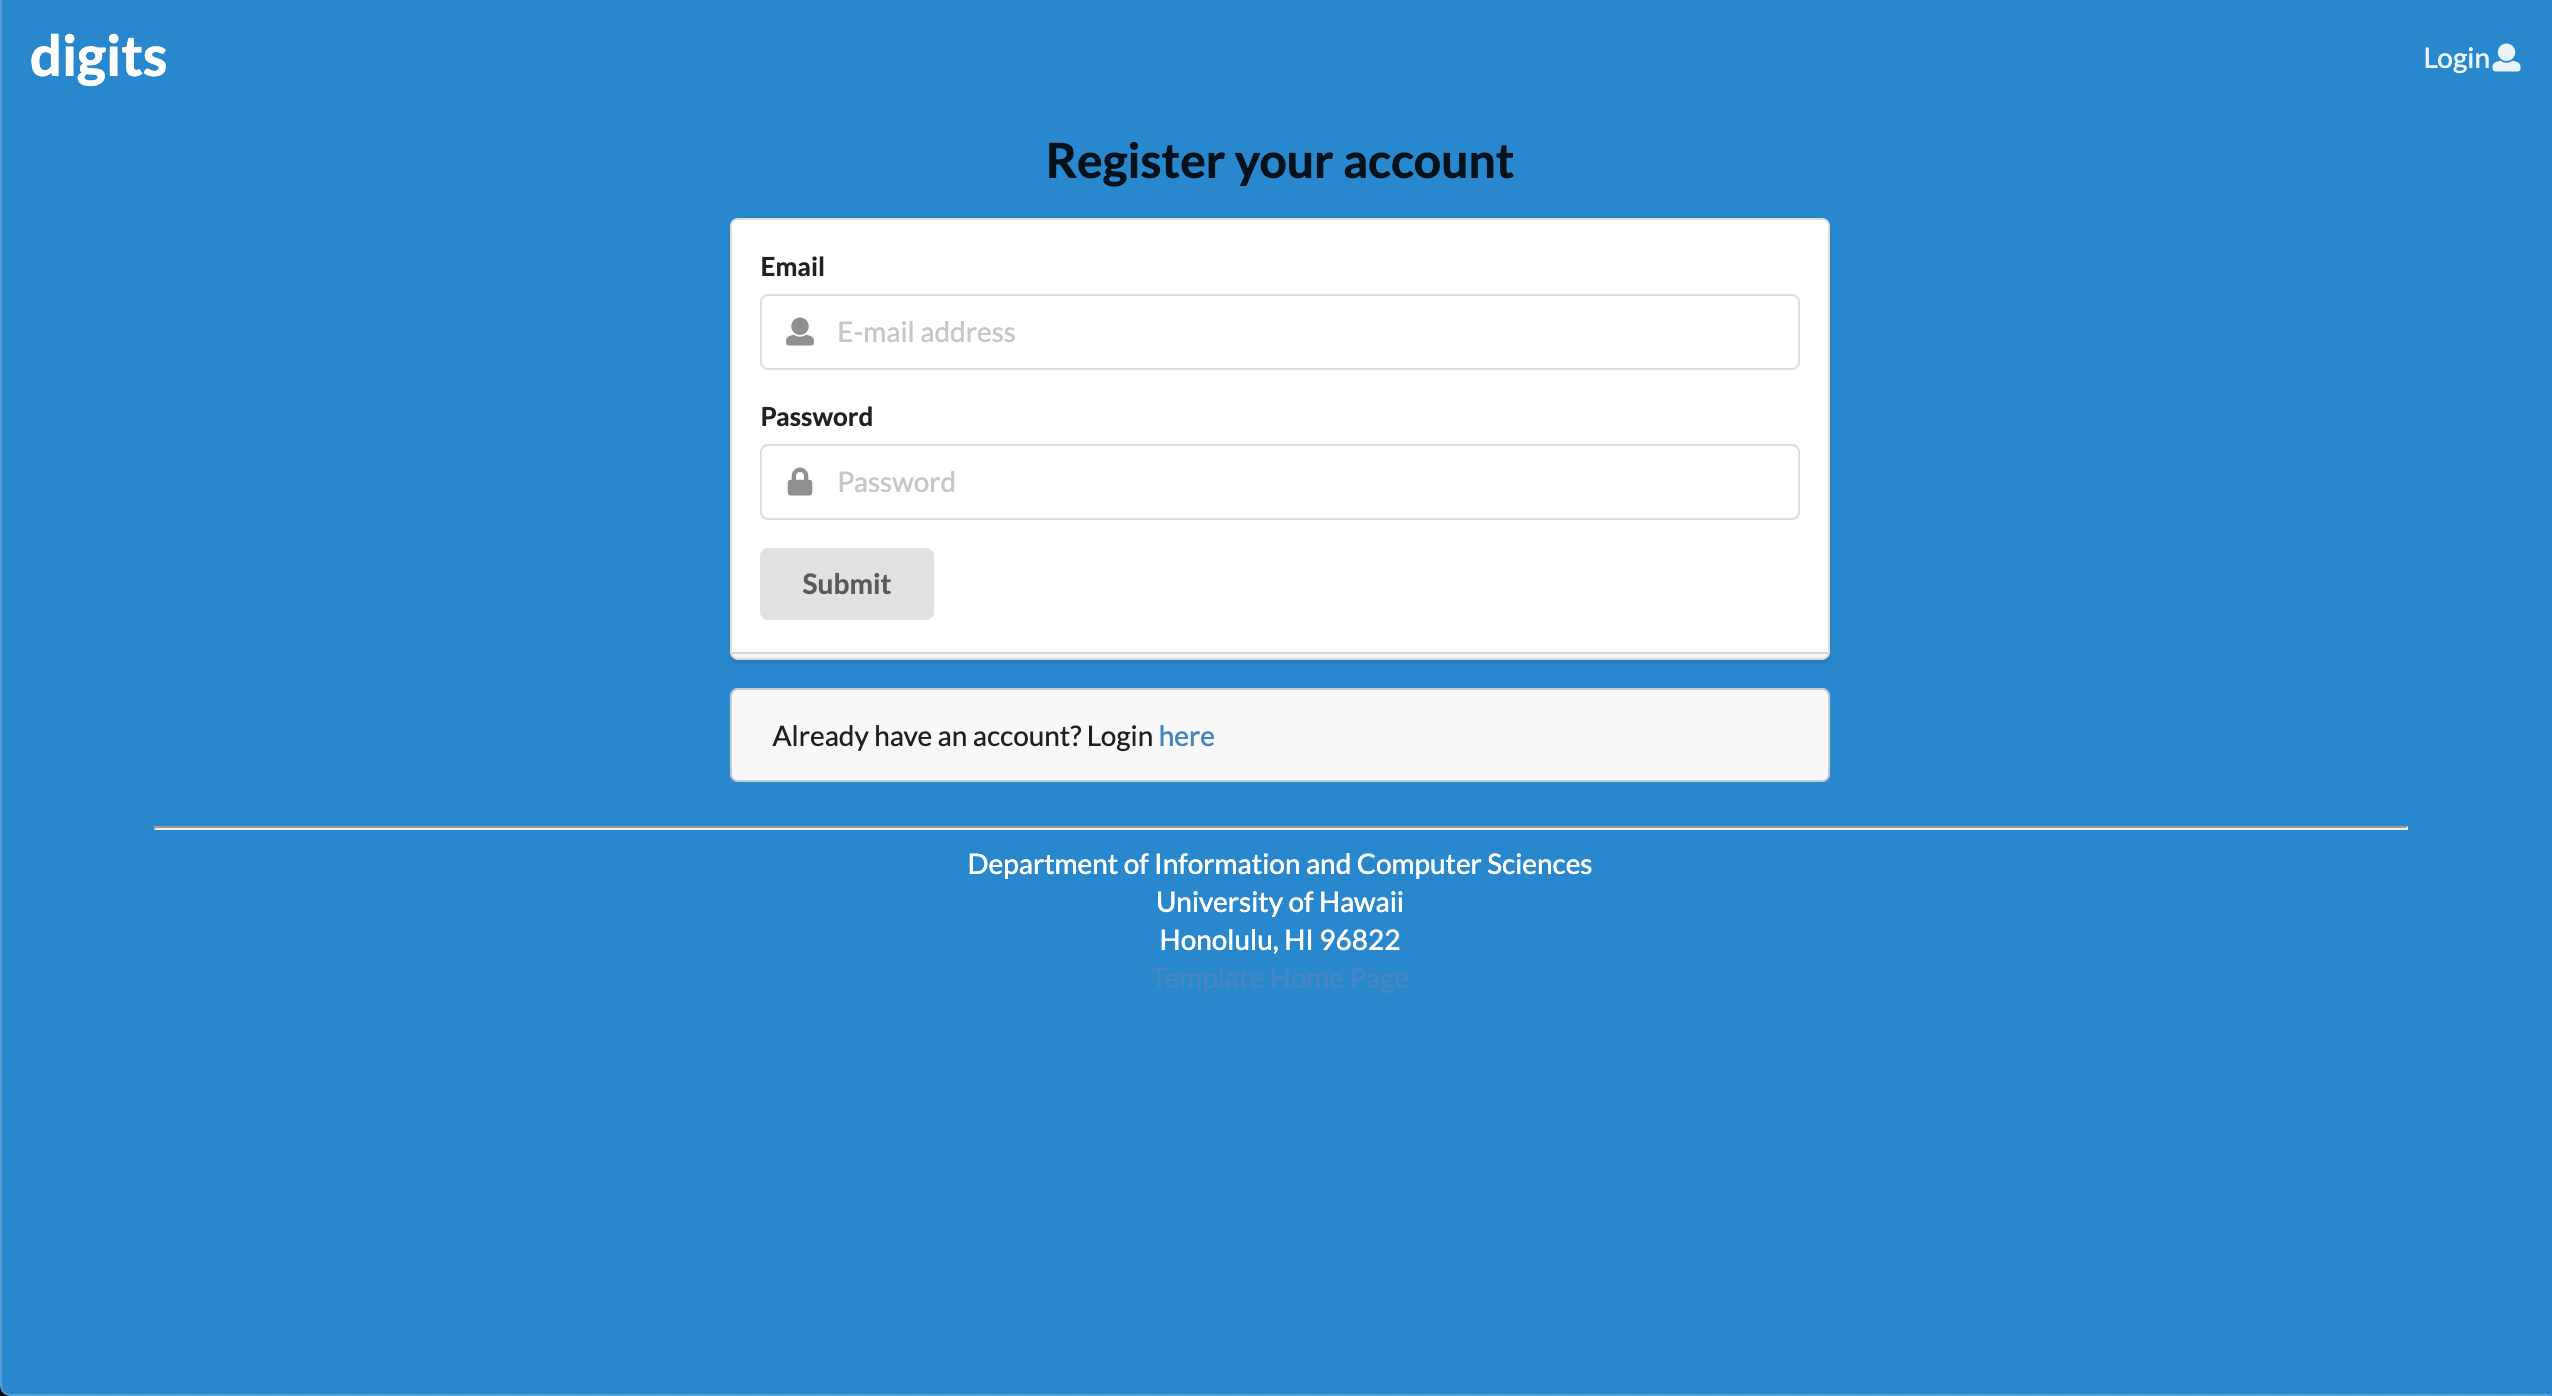 digits
Login
Register your account
Email
E-mail address
Password
Password
Submit
Already have an account? Login here
Department of Information and Computer Sciences
University of Hawaii
Honolulu, HI 96822
Template Home Page